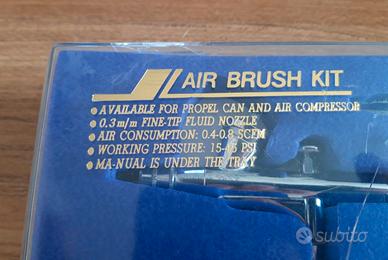 AIR BRUSH KIT
● AVAILABLE FOR PROPEL CAN AND AIR COMPRESSOR
● 0.3 m/m FINE-TIP FLUID NOZZLE
● AIR CONSUMPTION: 0.4-0.8 SCFM
● WORKING PRESSURE: 15-45 PSI
● MA-NUAL IS UNDER THE TRAY
subito